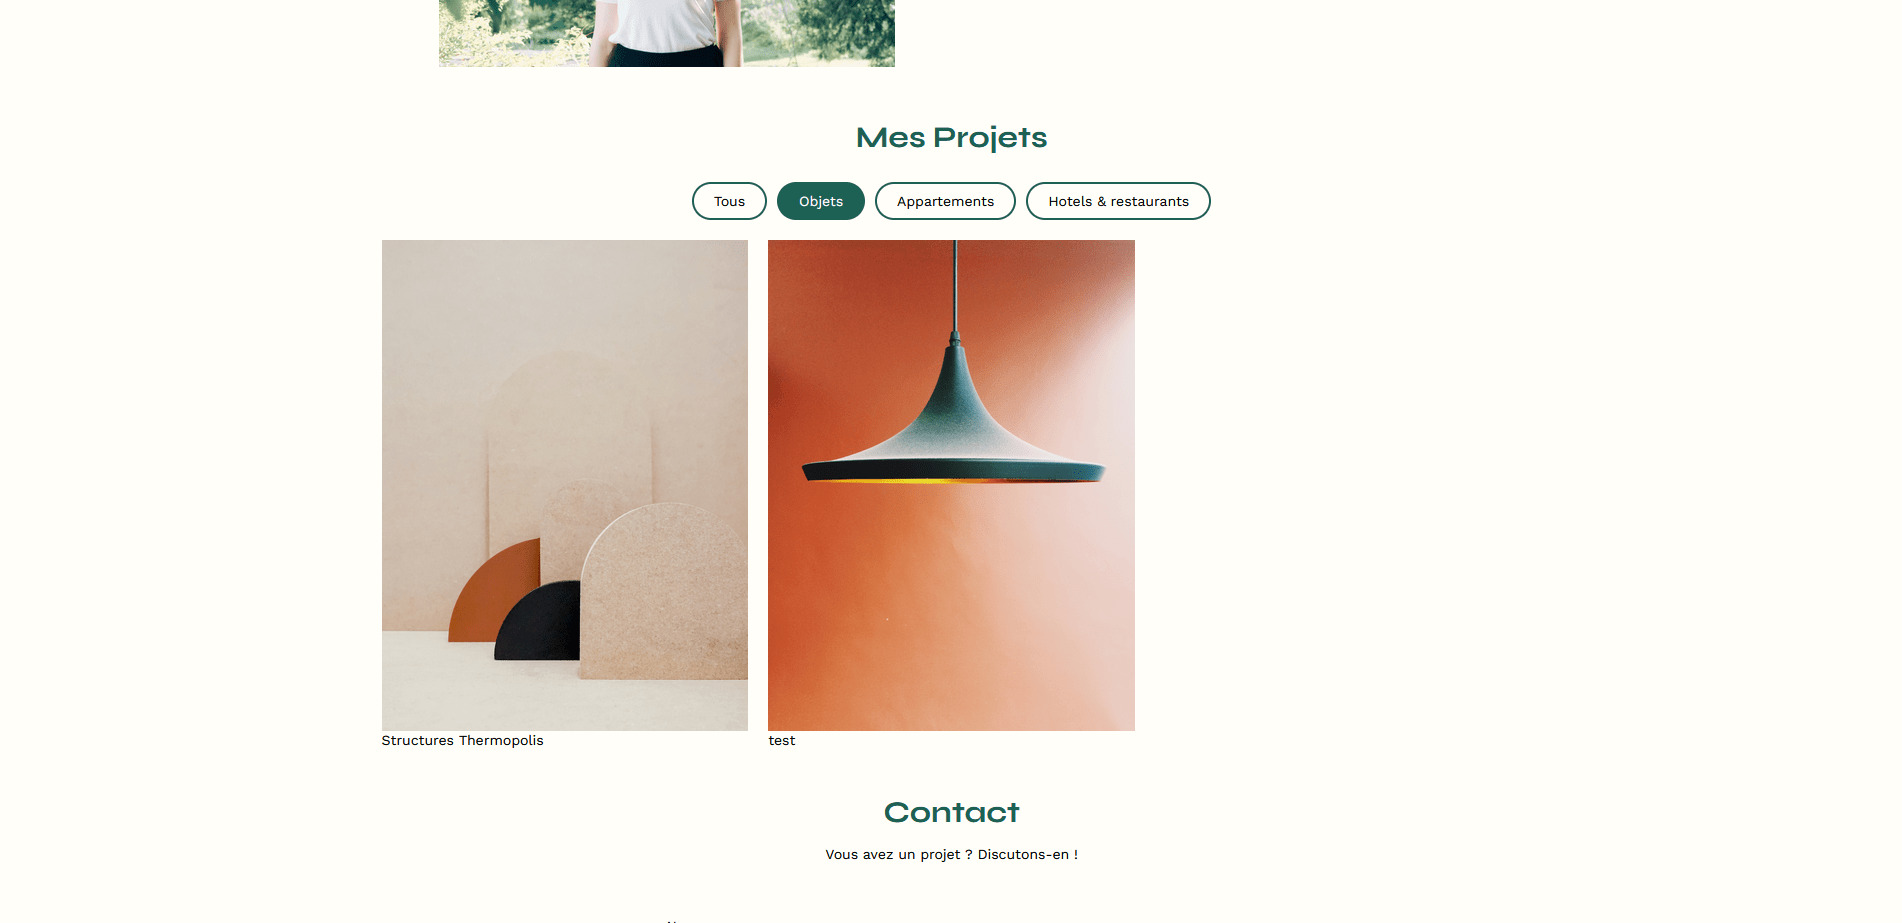 Mes Projets
Tous Objets Appartements Hotels & restaurants
Structures Thermopolis test
Contact
Vous avez un projet ? Discutons-en !